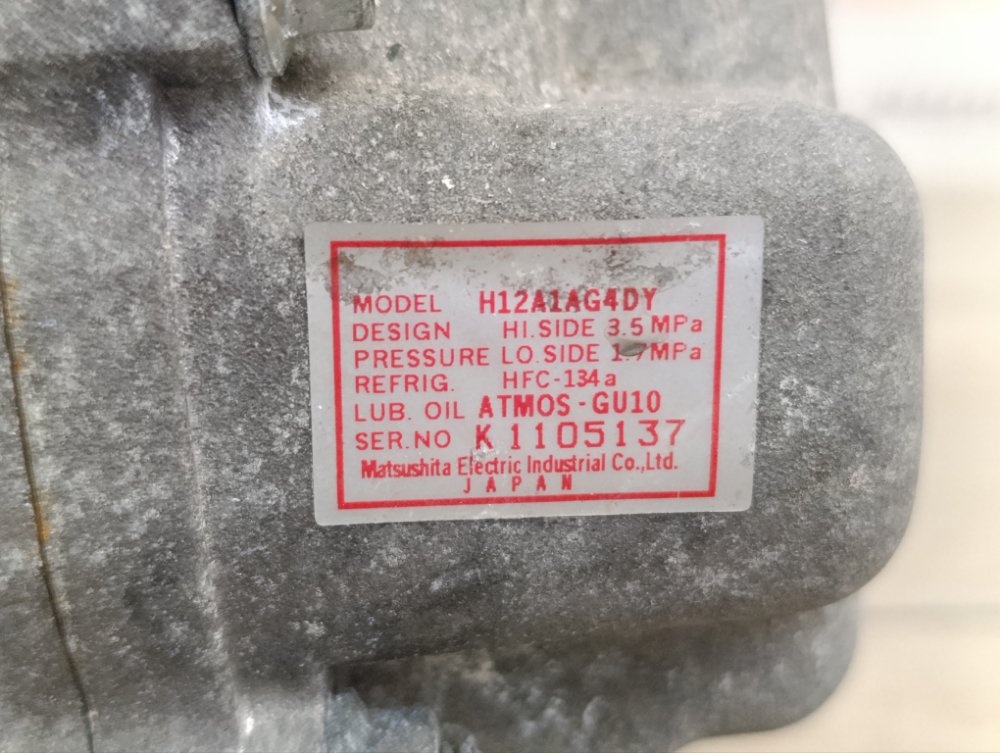 MODEL H12A1AG4DY
DESIGN HI.SIDE 3.5 MPa
PRESSURE LO.SIDE 1.7MPa
REFRIG. HFC-134a
LUB. OIL ATMOS-GU10
SER.NO K1105137
Matsushita Electric Industrial Co.,Ltd.
JAPAN